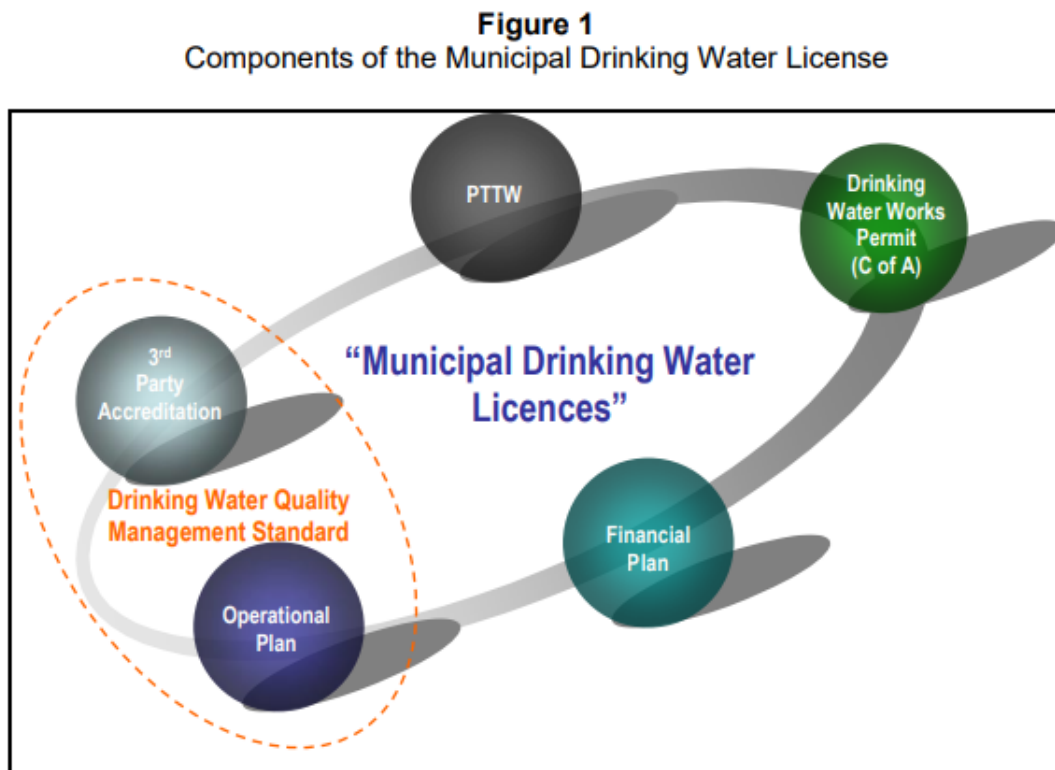 Figure 1
Components of the Municipal Drinking Water License
PTTW
Drinking
Water Works
Permit
(C of A)
3rd
Party
Accreditation
“Municipal Drinking Water
Licences”
Drinking Water Quality
Management Standard
Financial
Plan
Operational
Plan